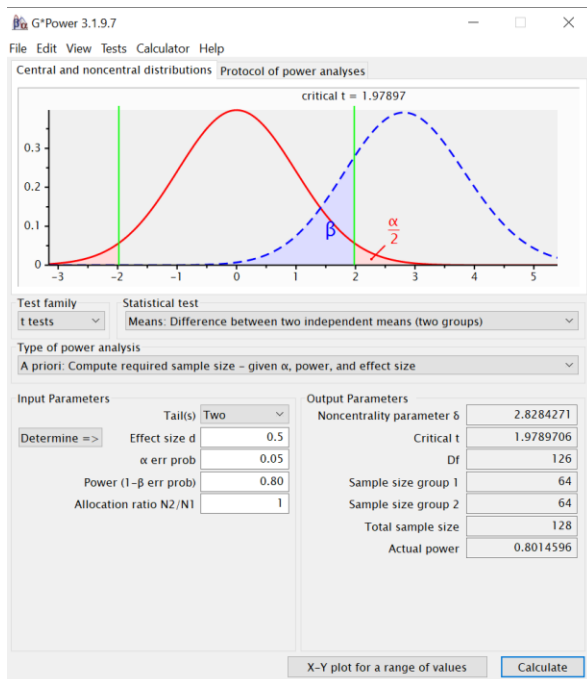 G*Power 3.1.9.7
File Edit View Tests Calculator Help
Central and noncentral distributions Protocol of power analyses
critical t = 1.97897
0.3
0.2
0.1
0
β
α
2
-3 -2 -1 0 1 2 3 4 5
Test family Statistical test
t tests Means: Difference between two independent means (two groups)
Type of power analysis
A priori: Compute required sample size – given α, power, and effect size
Input Parameters Output Parameters
Tail(s) Two Noncentrality parameter δ 2.8284271
Determine => Effect size d 0.5 Critical t 1.9789706
α err prob 0.05 Df 126
Power (1–β err prob) 0.80 Sample size group 1 64
Allocation ratio N2/N1 1 Sample size group 2 64
Total sample size 128
Actual power 0.8014596
X–Y plot for a range of values Calculate